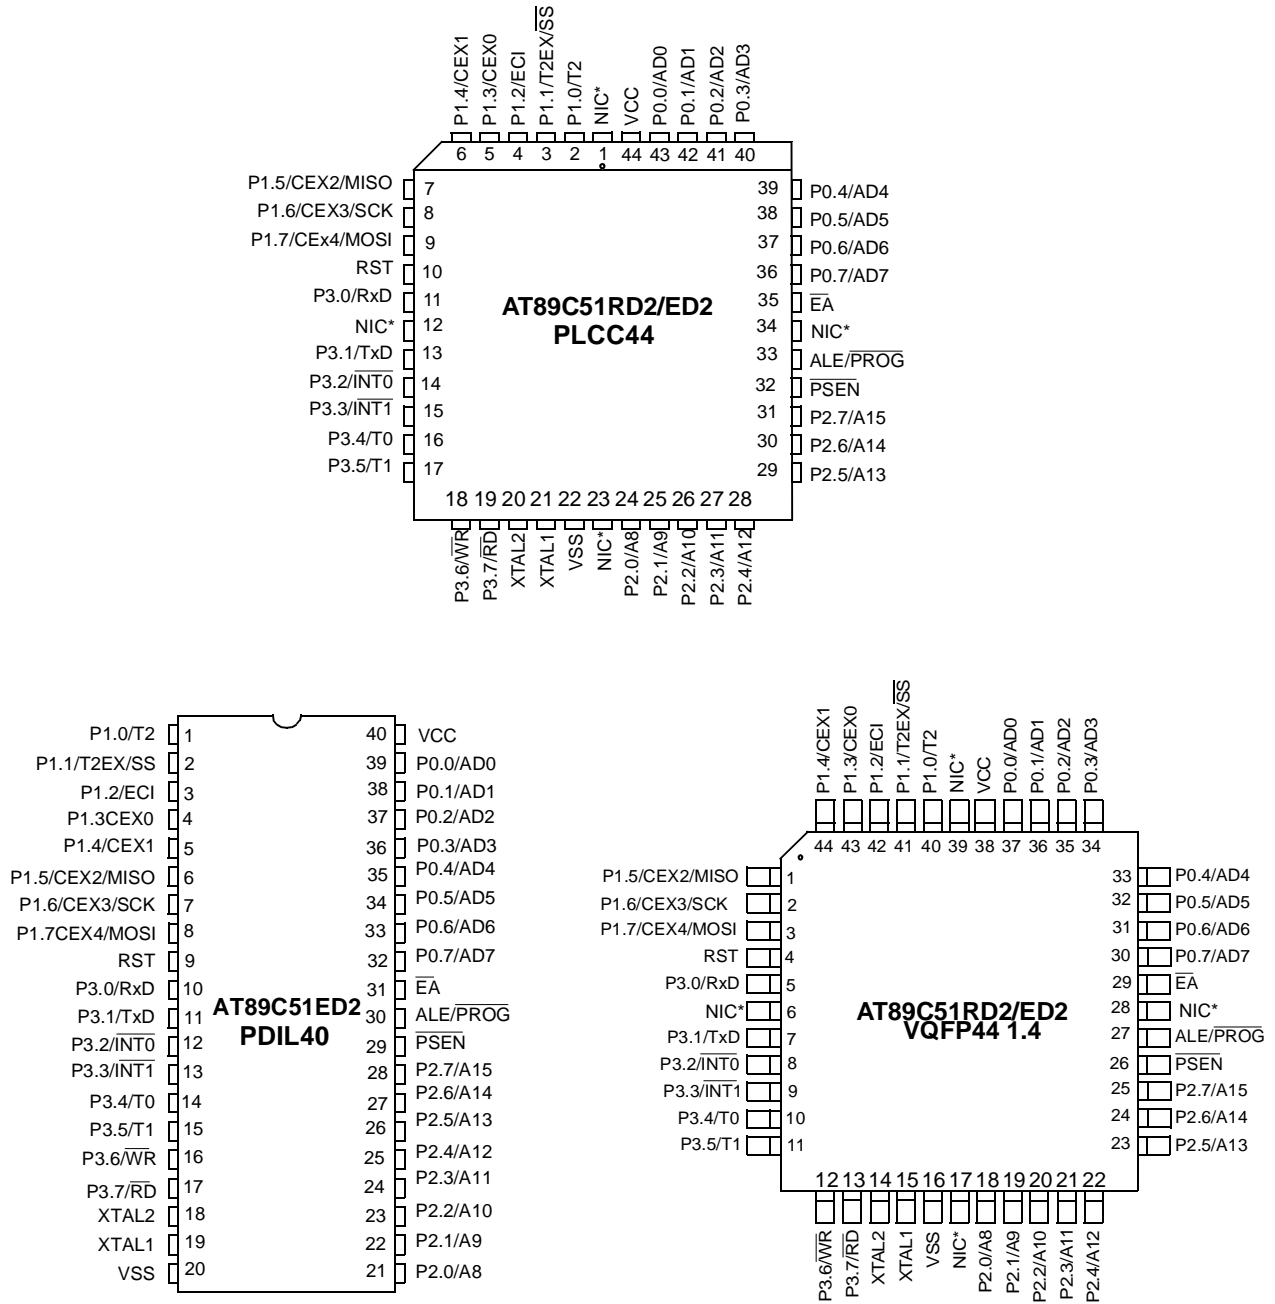 P1.4/CEX1
P1.3/CEX0
P1.2/ECI
P1.1/T2EX/SS
P1.0/T2
NIC*
VCC
P0.0/AD0
P0.1/AD1
P0.2/AD2
P0.3/AD3
6 5 4 3 2 1 44 43 42 41 40
P1.5/CEX2/MISO 7
P1.6/CEX3/SCK 8
P1.7/CEx4/MOSI 9
RST 10
P3.0/RxD 11
NIC* 12
P3.1/TxD 13
P3.2/INT0 14
P3.3/INT1 15
P3.4/T0 16
P3.5/T1 17
AT89C51RD2/ED2
PLCC44
39 P0.4/AD4
38 P0.5/AD5
37 P0.6/AD6
36 P0.7/AD7
35 EA
34 NIC*
33 ALE/PROG
32 PSEN
31 P2.7/A15
30 P2.6/A14
29 P2.5/A13
18 19 20 21 22 23 24 25 26 27 28
P3.6/WR
P3.7/RD
XTAL2
XTAL1
VSS
NIC*
P2.0/A8
P2.1/A9
P2.2/A10
P2.3/A11
P2.4/A12
P1.0/T2 1
P1.1/T2EX/SS 2
P1.2/ECI 3
P1.3CEX0 4
P1.4/CEX1 5
P1.5/CEX2/MISO 6
P1.6/CEX3/SCK 7
P1.7CEX4/MOSI 8
RST 9
P3.0/RxD 10
P3.1/TxD 11
P3.2/INT0 12
P3.3/INT1 13
P3.4/T0 14
P3.5/T1 15
P3.6/WR 16
P3.7/RD 17
XTAL2 18
XTAL1 19
VSS 20
AT89C51ED2
PDIL40
40 VCC
39 P0.0/AD0
38 P0.1/AD1
37 P0.2/AD2
36 P0.3/AD3
35 P0.4/AD4
34 P0.5/AD5
33 P0.6/AD6
32 P0.7/AD7
31 EA
30 ALE/PROG
29 PSEN
28 P2.7/A15
27 P2.6/A14
26 P2.5/A13
25 P2.4/A12
24 P2.3/A11
23 P2.2/A10
22 P2.1/A9
21 P2.0/A8
P1.4/CEX1
P1.3/CEX0
P1.2/ECI
P1.1/T2EX/SS
P1.0/T2
NIC*
VCC
P0.0/AD0
P0.1/AD1
P0.2/AD2
P0.3/AD3
44 43 42 41 40 39 38 37 36 35 34
P1.5/CEX2/MISO 1
P1.6/CEX3/SCK 2
P1.7/CEX4/MOSI 3
RST 4
P3.0/RxD 5
NIC* 6
P3.1/TxD 7
P3.2/INT0 8
P3.3/INT1 9
P3.4/T0 10
P3.5/T1 11
AT89C51RD2/ED2
VQFP44 1.4
33 P0.4/AD4
32 P0.5/AD5
31 P0.6/AD6
30 P0.7/AD7
29 EA
28 NIC*
27 ALE/PROG
26 PSEN
25 P2.7/A15
24 P2.6/A14
23 P2.5/A13
12 13 14 15 16 17 18 19 20 21 22
P3.6/WR
P3.7/RD
XTAL2
XTAL1
VSS
NIC*
P2.0/A8
P2.1/A9
P2.2/A10
P2.3/A11
P2.4/A12